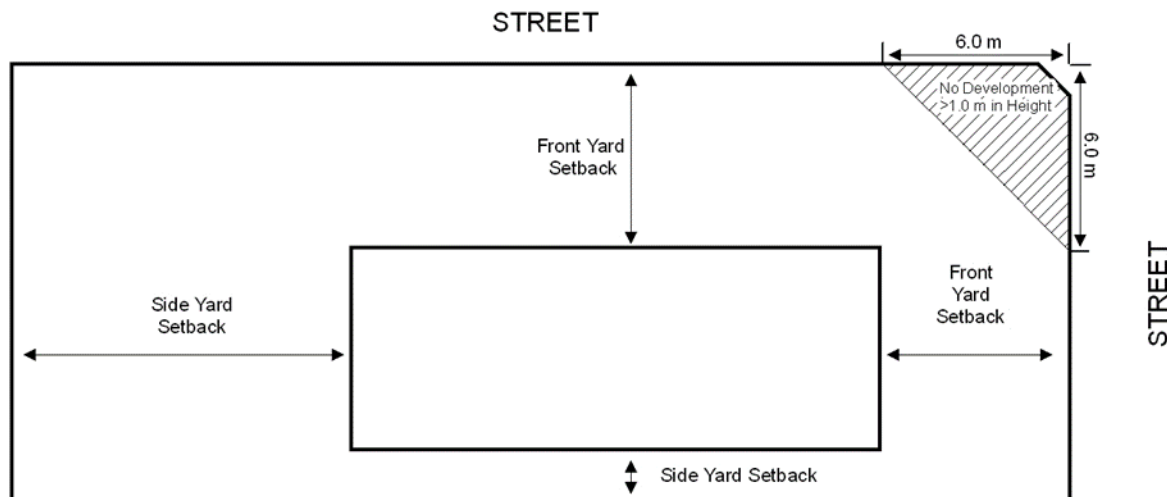 STREET
6.0 m
No Development
>1.0 m in Height
6.0 m
Front Yard
Setback
STREET
Front
Yard
Setback
Side Yard
Setback
Side Yard Setback